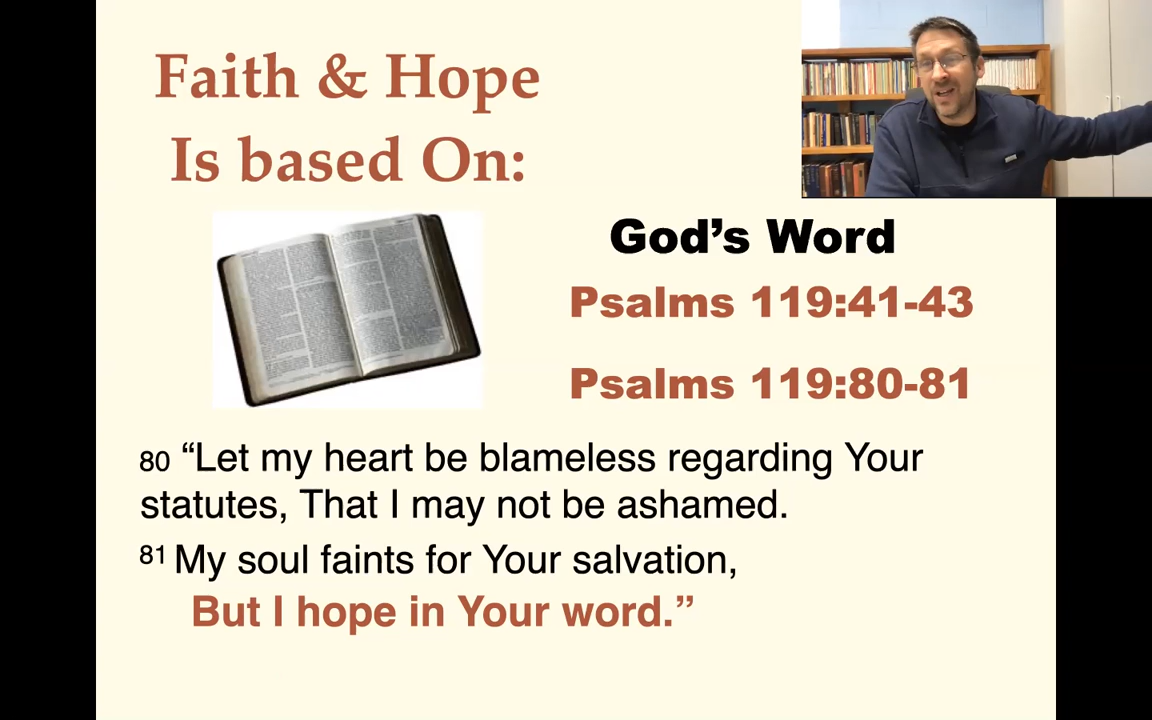 Faith & Hope
Is based On:
God's Word
Psalms 119:41-43
Psalms 119:80-81
80 “Let my heart be blameless regarding Your
statutes, That I may not be ashamed.
81 My soul faints for Your salvation,
But I hope in Your word.”